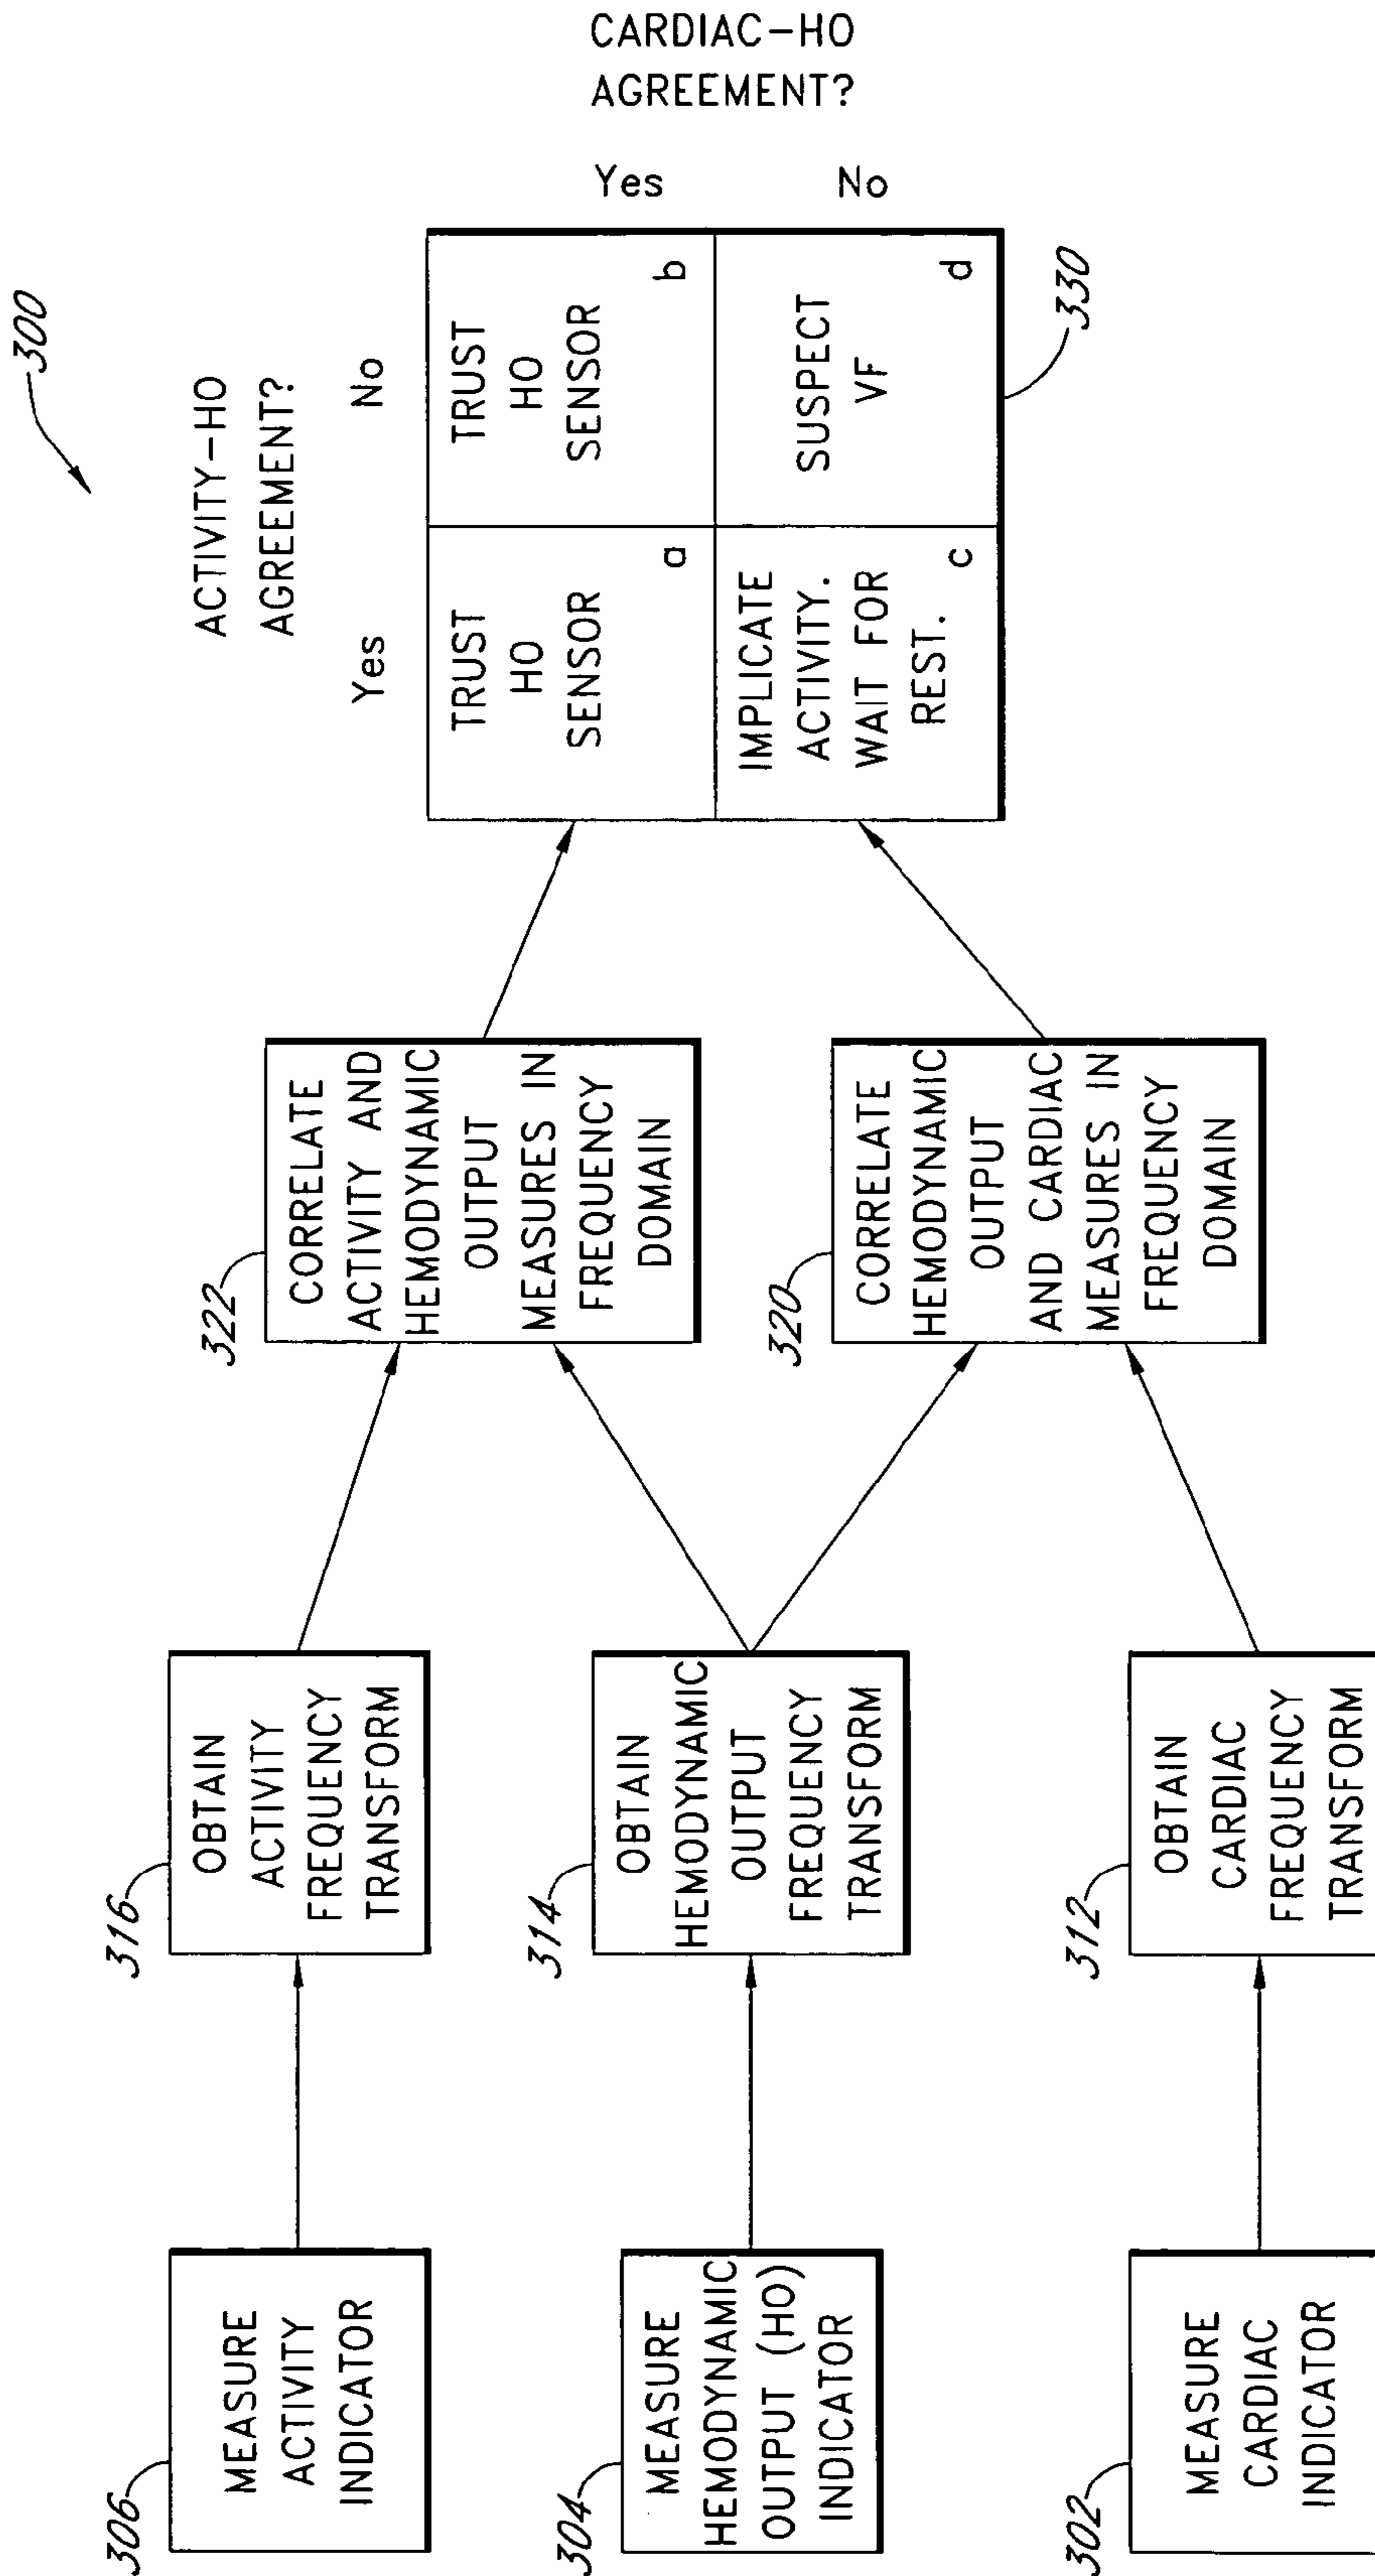 300
306
MEASURE
ACTIVITY
INDICATOR
316
OBTAIN
ACTIVITY
FREQUENCY
TRANSFORM
322
CORRELATE
ACTIVITY AND
HEMODYNAMIC
OUTPUT
MEASURES IN
FREQUENCY
DOMAIN
304
MEASURE
HEMODYNAMIC
OUTPUT (HO)
INDICATOR
314
OBTAIN
HEMODYNAMIC
OUTPUT
FREQUENCY
TRANSFORM
320
CORRELATE
HEMODYNAMIC
OUTPUT
AND CARDIAC
MEASURES IN
FREQUENCY
DOMAIN
302
MEASURE
CARDIAC
INDICATOR
312
OBTAIN
CARDIAC
FREQUENCY
TRANSFORM
ACTIVITY-HO
AGREEMENT?
Yes
No
TRUST
HO
SENSOR
a
TRUST
HO
SENSOR
b
Yes
IMPLICATE
ACTIVITY.
WAIT FOR
REST.
c
SUSPECT
VF
d
No
CARDIAC-HO
AGREEMENT?
330